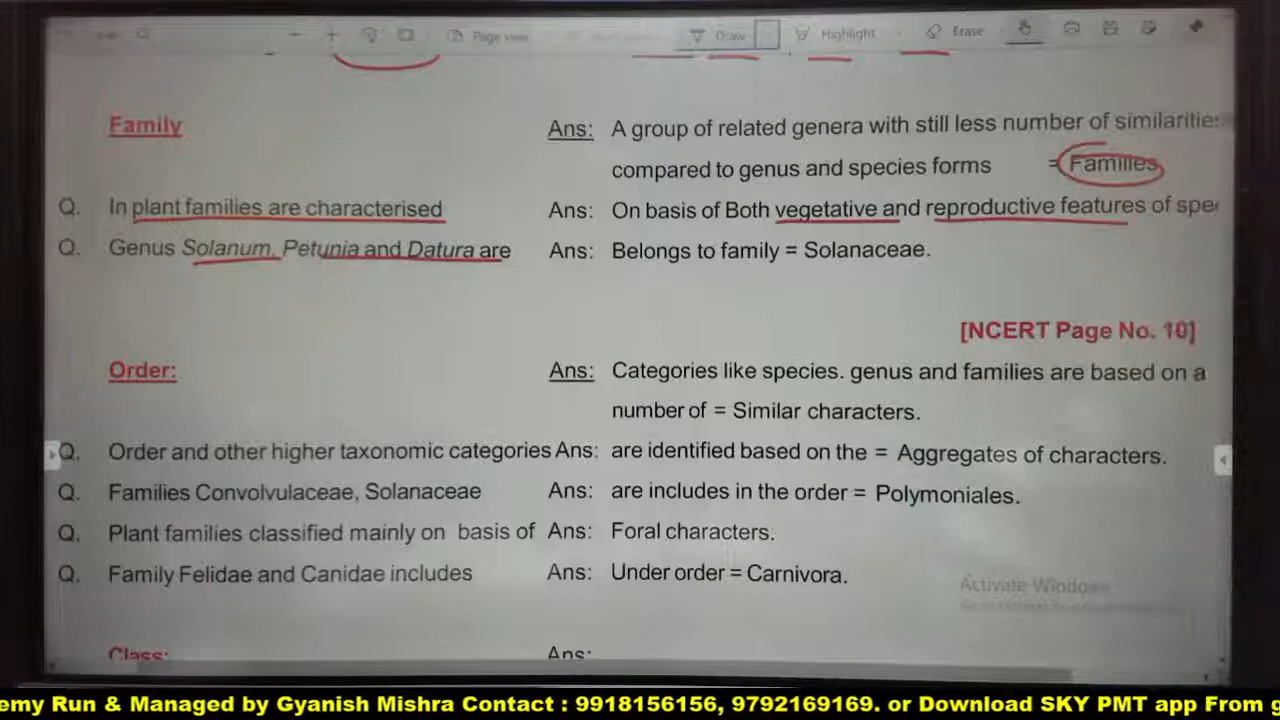 Page view
Draw
Highlight
Erase
Family Ans: A group of related genera with still less number of similarities
compared to genus and species forms = Families
Q. In plant families are characterised Ans: On basis of Both vegetative and reproductive features of spe
Q. Genus Solanum, Petunia and Datura are Ans: Belongs to family = Solanaceae.
[NCERT Page No. 10]
Order: Ans: Categories like species. genus and families are based on a
number of = Similar characters.
Q. Order and other higher taxonomic categories Ans: are identified based on the = Aggregates of characters.
Q. Families Convolvulaceae, Solanaceae Ans: are includes in the order = Polymoniales.
Q. Plant families classified mainly on basis of Ans: Foral characters.
Q. Family Felidae and Canidae includes Ans: Under order = Carnivora.
Activate Windows
Class: Ans:
emy Run & Managed by Gyanish Mishra Contact : 9918156156, 9792169169. or Download SKY PMT app From g